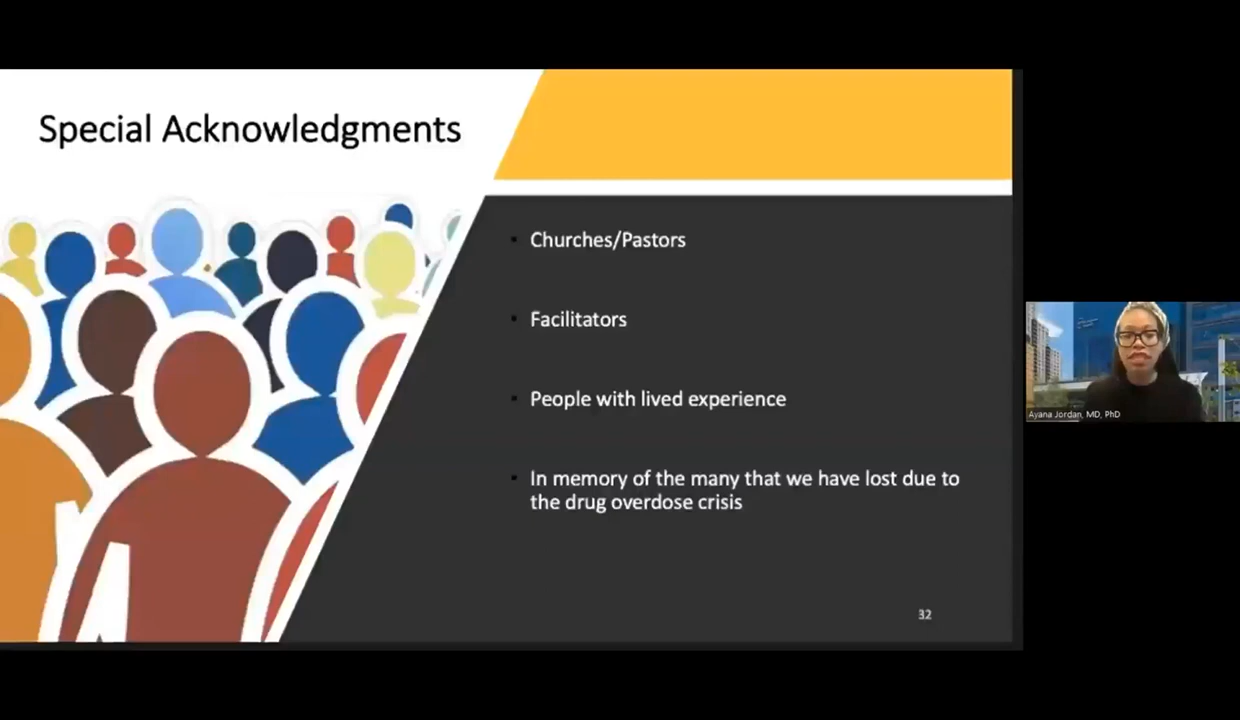 Special Acknowledgments
Churches/Pastors
Facilitators
People with lived experience
In memory of the many that we have lost due to
the drug overdose crisis
32
Ayana Jordan, MD, PhD